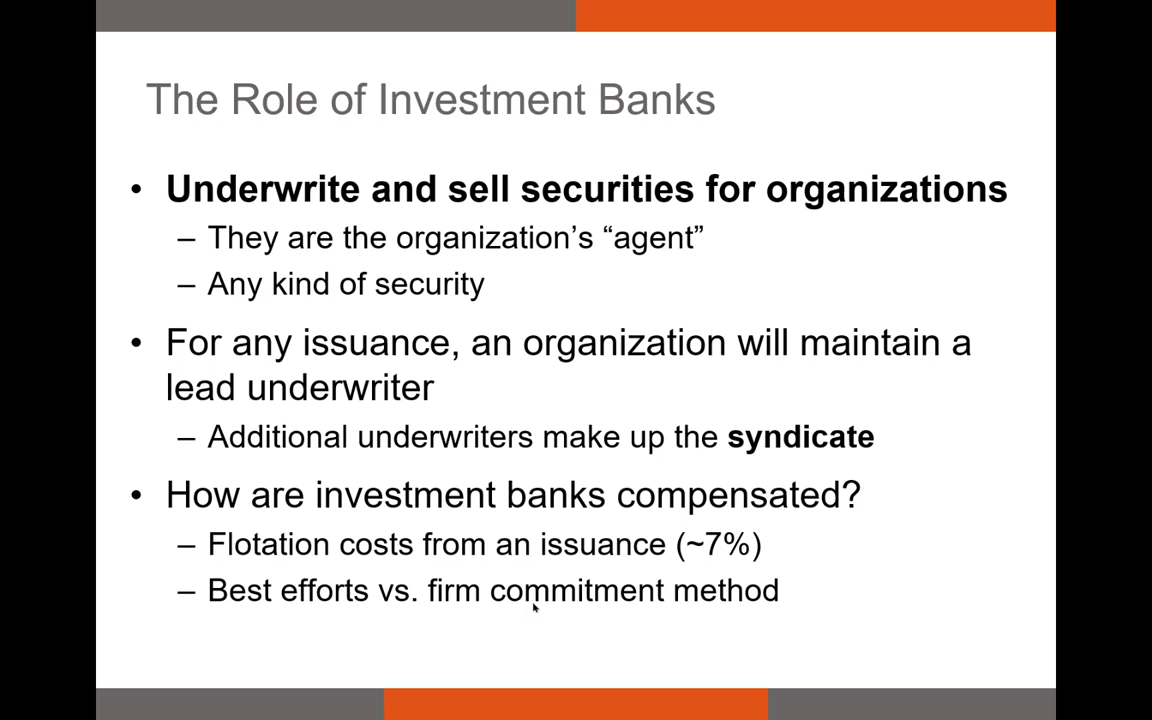 The Role of Investment Banks
• Underwrite and sell securities for organizations
– They are the organization’s “agent”
– Any kind of security
• For any issuance, an organization will maintain a
lead underwriter
– Additional underwriters make up the syndicate
• How are investment banks compensated?
– Flotation costs from an issuance (~7%)
– Best efforts vs. firm commitment method